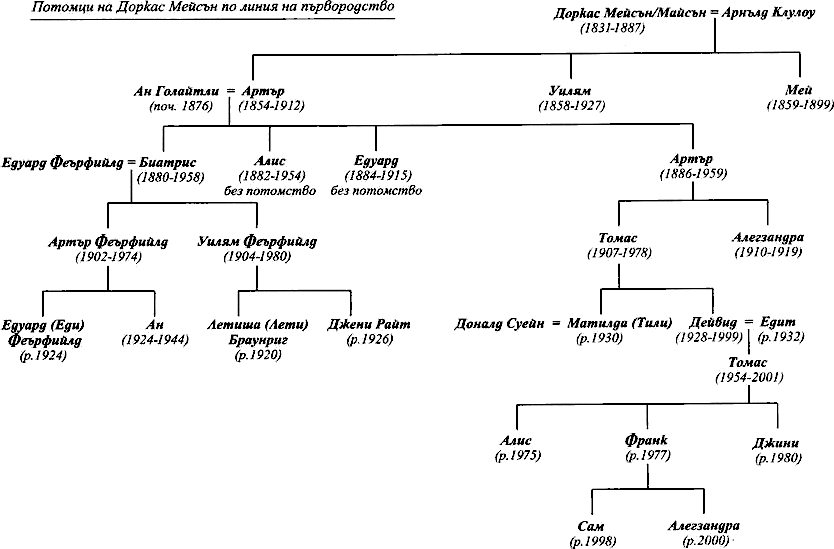 Потомци на Доркас Мейсън по линия на първородство
Доркас Мейсън/Майсън = Арнълд Клулоу
(1831-1887)
Ан Голайтли = Артър
(поч. 1876) (1854-1912)
Уилям
(1858-1927)
Мей
(1859-1899)
Едуард Феърфийлд = Биатрис
(1880-1958)
Алис
(1882-1954)
без потомство
Едуард
(1884-1915)
без потомство
Артър
(1886-1959)
Артър Феърфийлд
(1902-1974)
Уилям Феърфийлд
(1904-1980)
Томас
(1907-1978)
Алегзандра
(1910-1919)
Едуард (Еди)
Феърфийлд
(р.1924)
Ан
(1924-1944)
Летиша (Лети)
Браунриг
(р.1920)
Джени Райт
(р.1926)
Доналд Суейн = Матилда (Тили)
(р.1930)
Дейвид = Едит
(1928-1999) (р.1932)
Томас
(1954-2001)
Алис
(р.1975)
Франк
(р.1977)
Джини
(р.1980)
Сам
(р.1998)
Алегзандра
(р.2000)